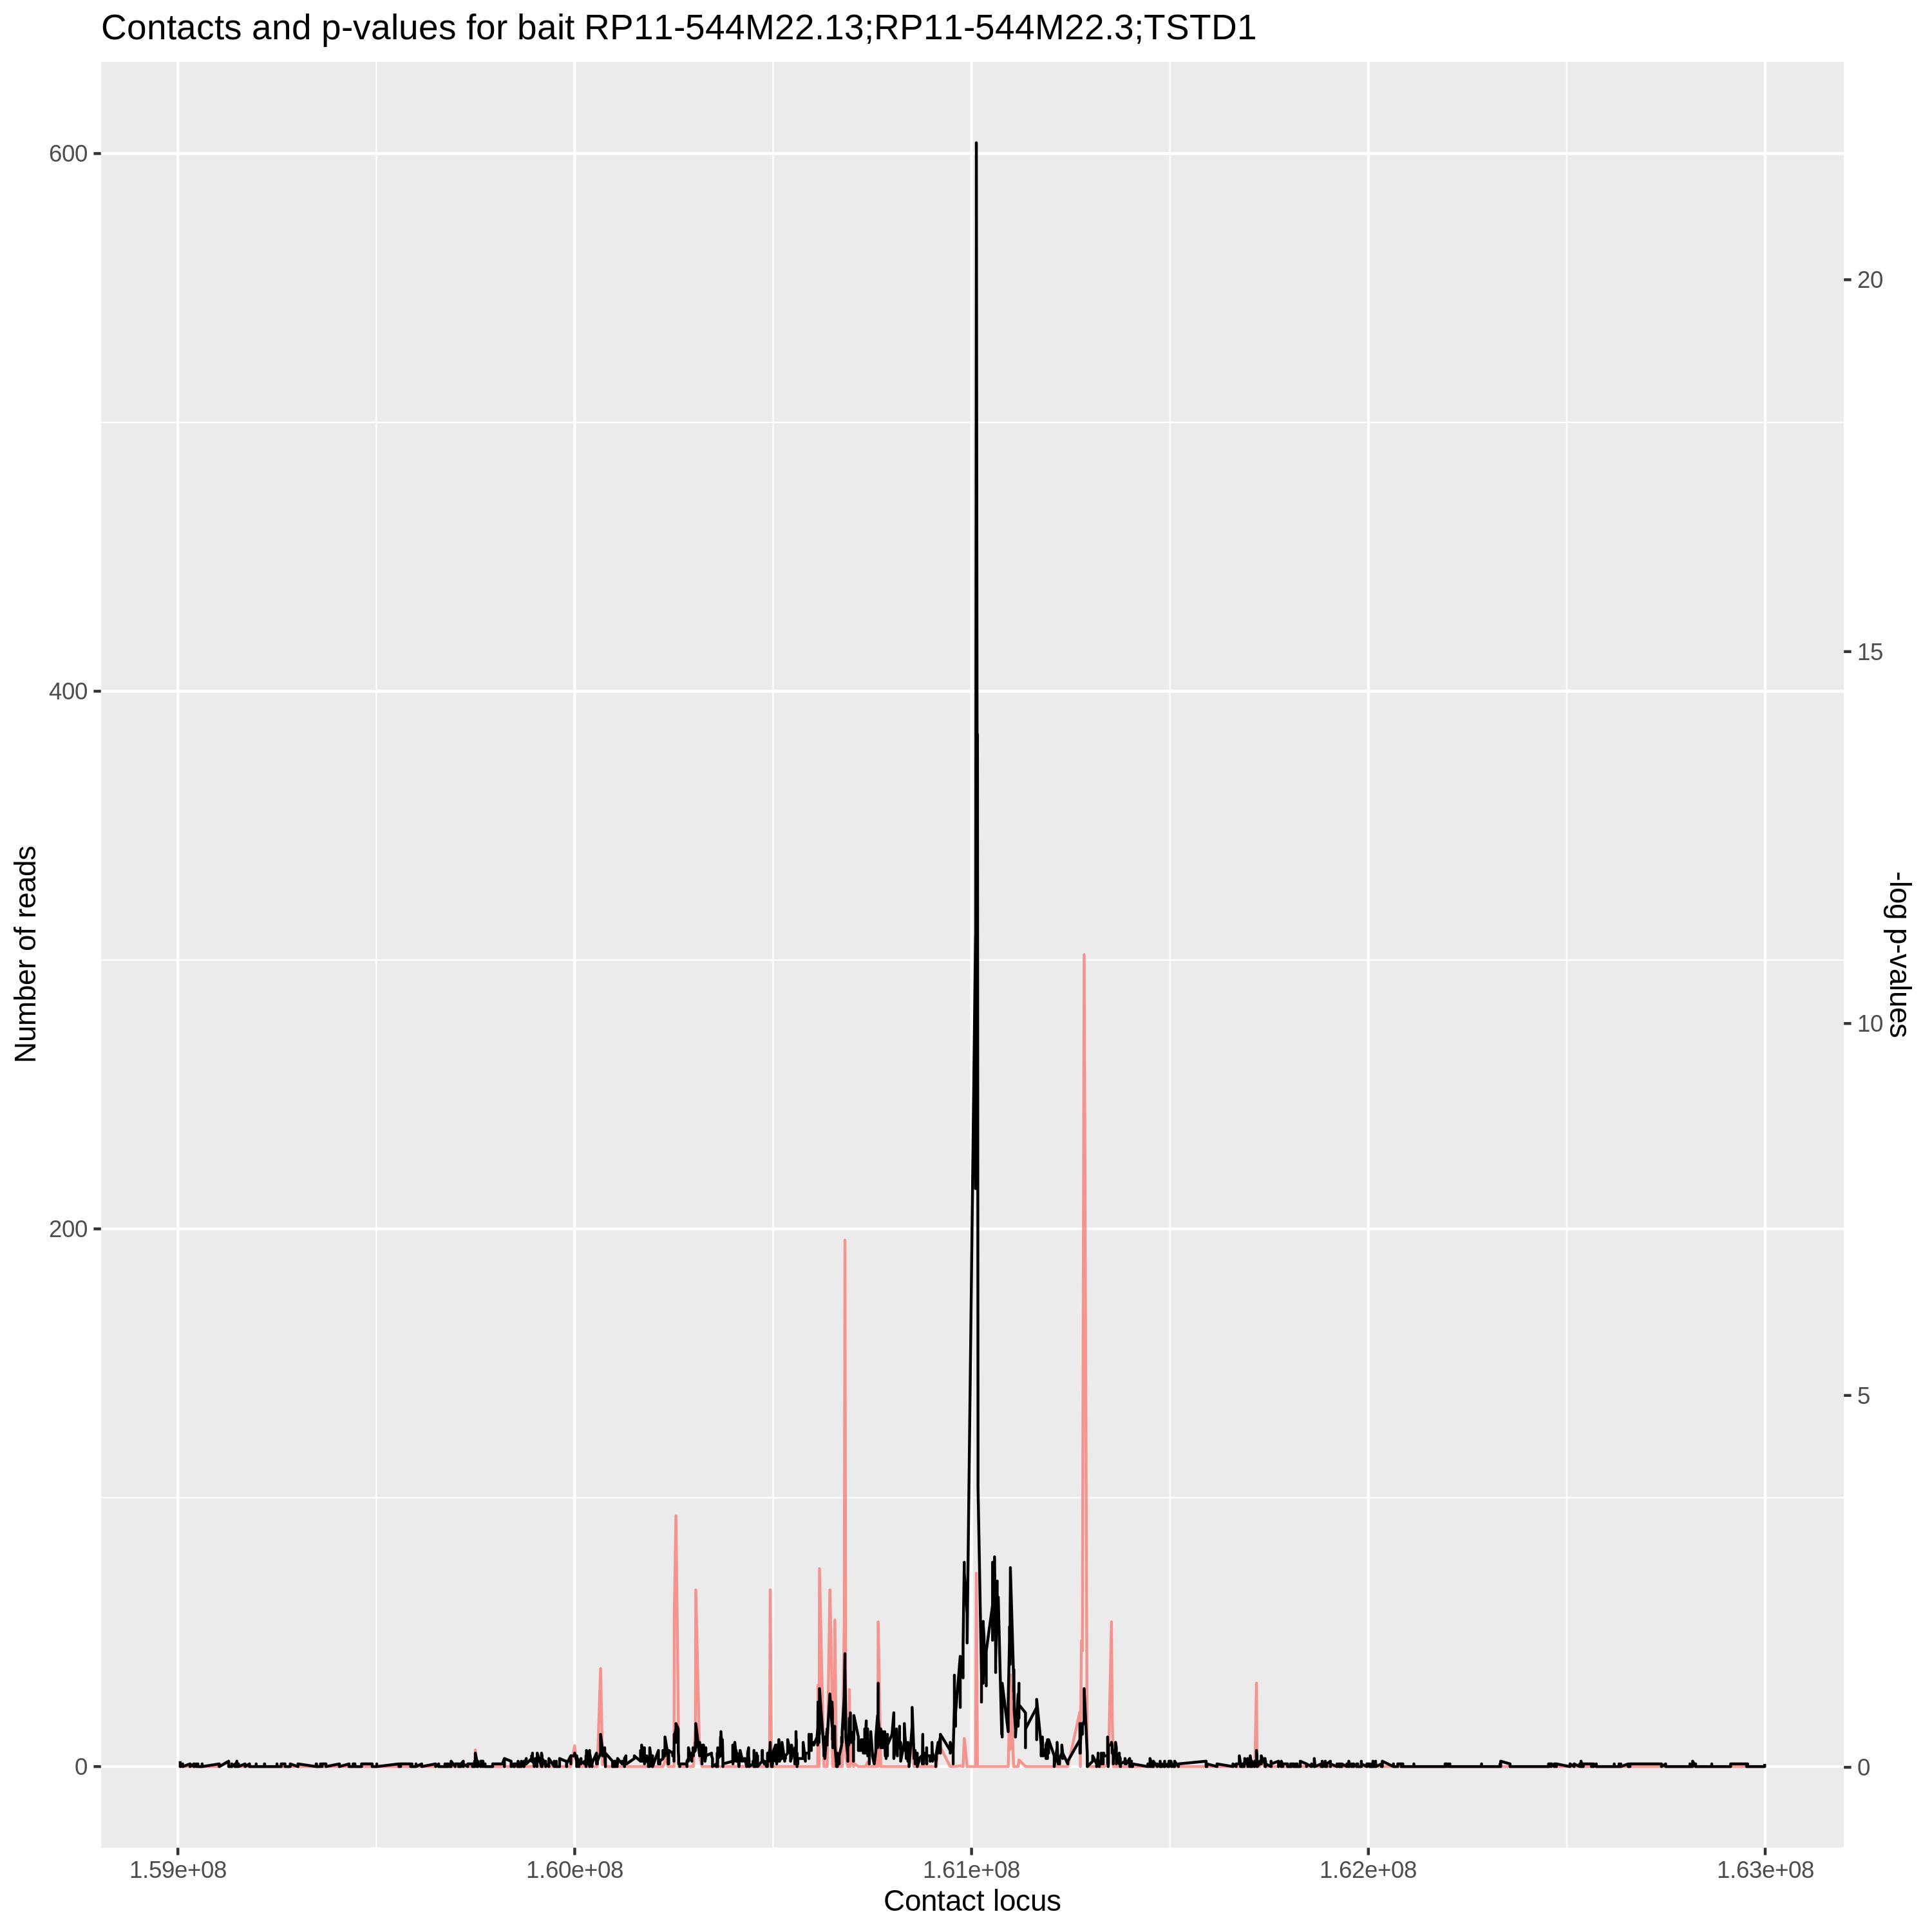 Contacts and p-values for bait RP11-544M22.13;RP11-544M22.3;TSTD1
600
400
200
0
Number of reads
20
15
10
5
0
-log p-values
1.59e+08 1.60e+08 1.61e+08 1.62e+08 1.63e+08
Contact locus